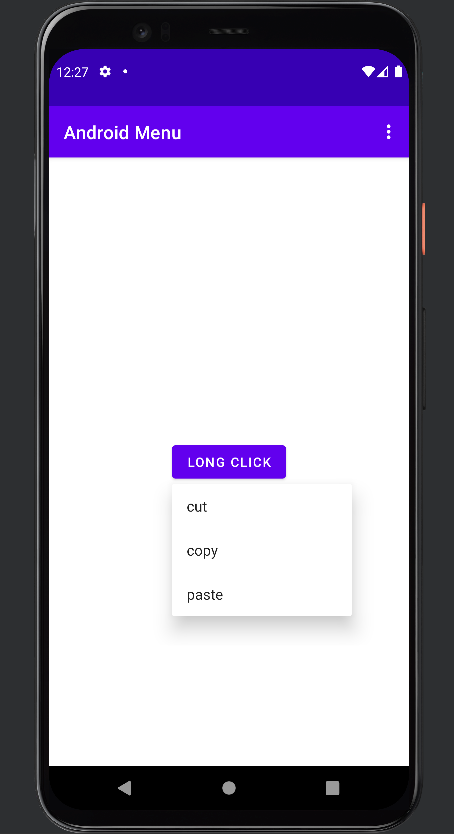 12:27
Android Menu
LONG CLICK
cut
copy
paste